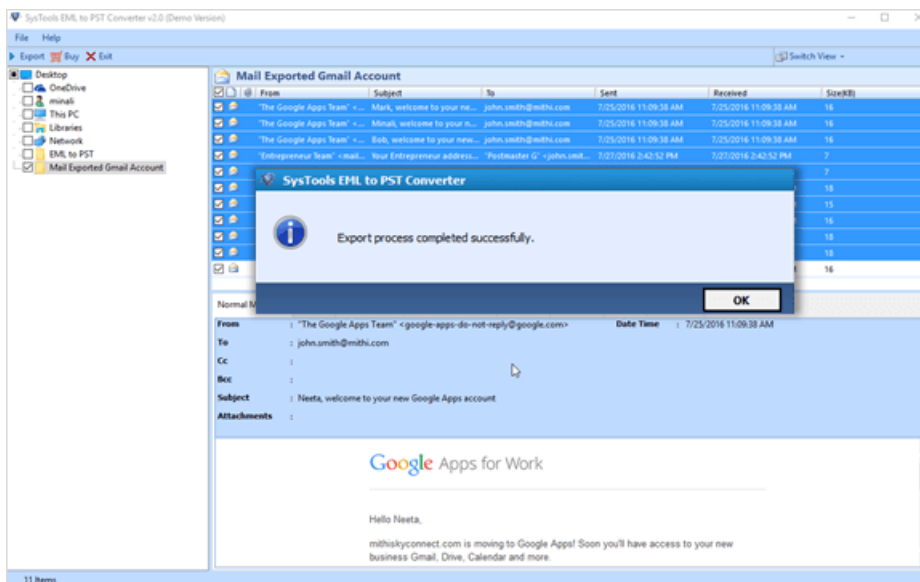 SysTools EML to PST Converter v2.0 (Demo Version)
File Help
Export Buy Exit
Switch View
Desktop
OneDrive
minali
This PC
Libraries
Network
EML to PST
Mail Exported Gmail Account
Mail Exported Gmail Account
From Subject To Sent Received Size(KB)
"The Google Apps Team" <... Mark, welcome to your ne... john.smith@mithi.com 7/25/2016 11:09:38 AM 7/25/2016 11:09:38 AM 16
"The Google Apps Team" <... Minali, welcome to your n... john.smith@mithi.com 7/25/2016 11:09:38 AM 7/25/2016 11:09:38 AM 16
"The Google Apps Team" <... Bob, welcome to your new... john.smith@mithi.com 7/25/2016 11:09:38 AM 7/25/2016 11:09:38 AM 16
"Entrepreneur Team" <mail... Your Entrepreneur address... "Postmaster G" <john.smit... 7/27/2016 2:42:52 PM 7/27/2016 2:42:52 PM 7
7
18
15
16
18
18
16
SysTools EML to PST Converter
Export process completed successfully.
OK
Normal M
From : "The Google Apps Team" <google-apps-do-not-reply@google.com> Date Time : 7/25/2016 11:09:38 AM
To : john.smith@mithi.com
Cc :
Bcc :
Subject : Neeta, welcome to your new Google Apps account
Attachments :
Google Apps for Work
Hello Neeta,
mithiskyconnect.com is moving to Google Apps! Soon you'll have access to your new
business Gmail, Drive, Calendar and more.
11 Items